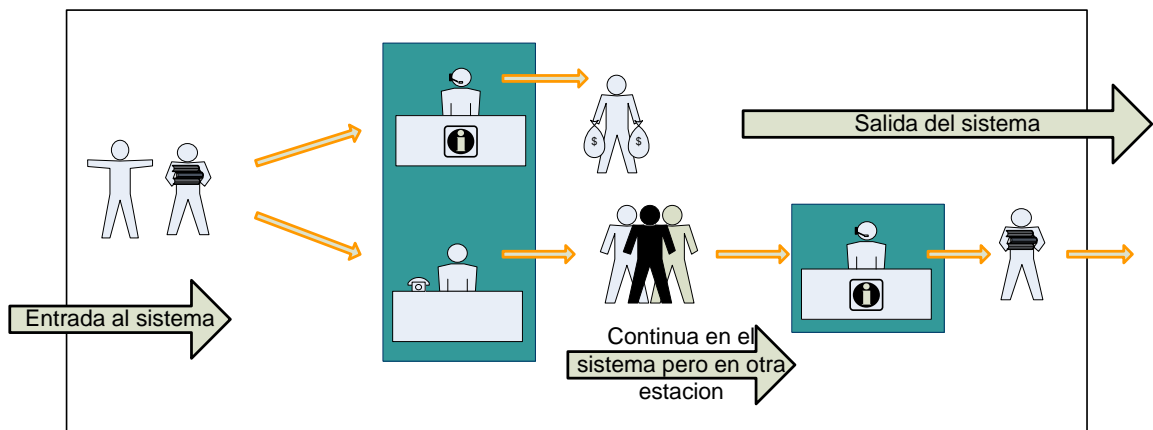 Salida del sistema
$ $
Entrada al sistema
Continua en el
sistema pero en otra
estacion